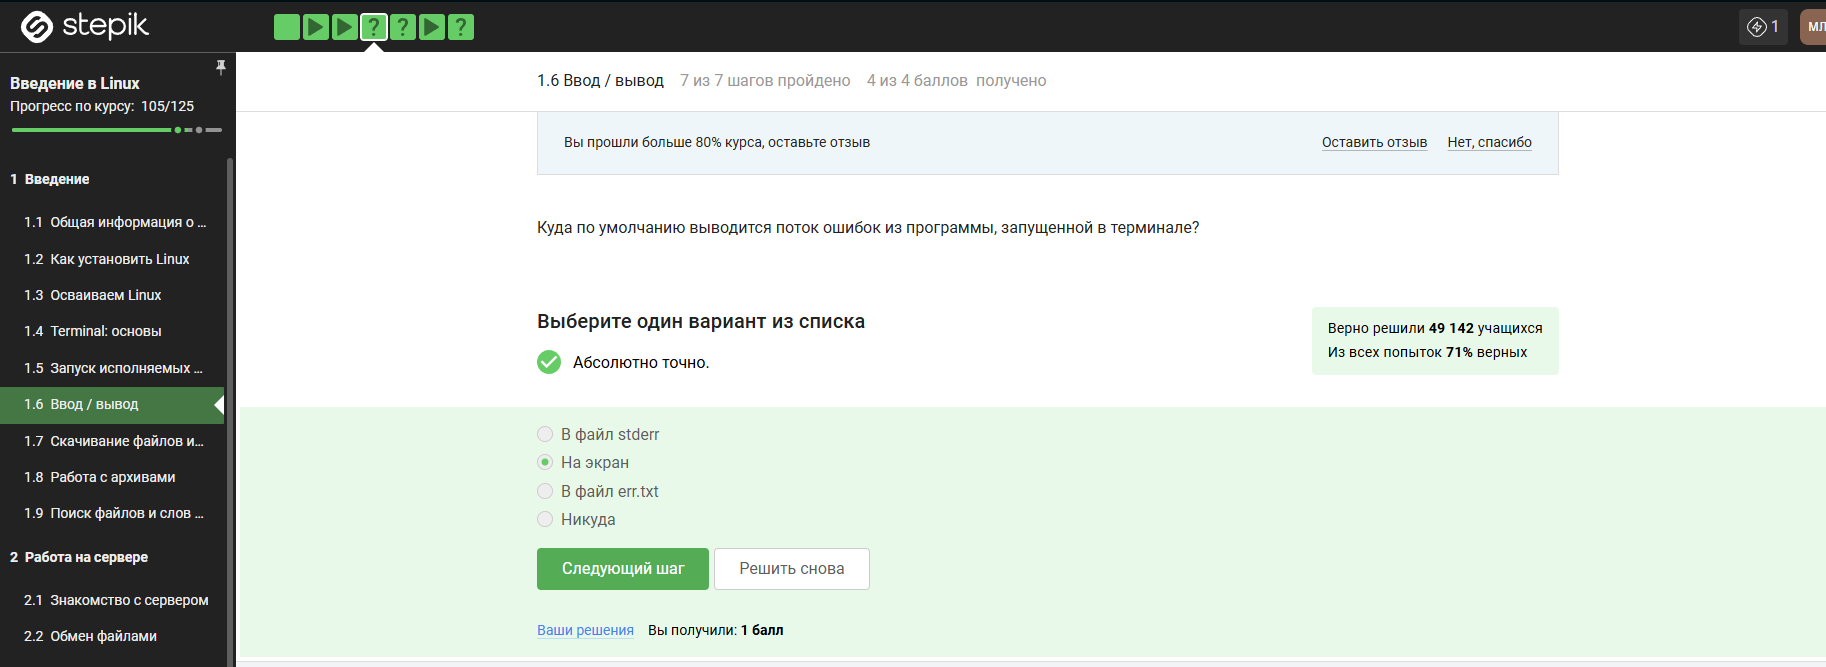 stepik
? ? ?
1
МЛ
Введение в Linux
Прогресс по курсу: 105/125
1 Введение
1.1 Общая информация о ...
1.2 Как установить Linux
1.3 Осваиваем Linux
1.4 Terminal: основы
1.5 Запуск исполняемых ...
1.6 Ввод / вывод
1.7 Скачивание файлов и...
1.8 Работа с архивами
1.9 Поиск файлов и слов ...
2 Работа на сервере
2.1 Знакомство с сервером
2.2 Обмен файлами
1.6 Ввод / вывод 7 из 7 шагов пройдено 4 из 4 баллов получено
Вы прошли больше 80% курса, оставьте отзыв Оставить отзыв Нет, спасибо
Куда по умолчанию выводится поток ошибок из программы, запущенной в терминале?
Выберите один вариант из списка
Абсолютно точно.
Верно решили 49 142 учащихся
Из всех попыток 71% верных
В файл stderr
На экран
В файл err.txt
Никуда
Следующий шаг Решить снова
Ваши решения Вы получили: 1 балл